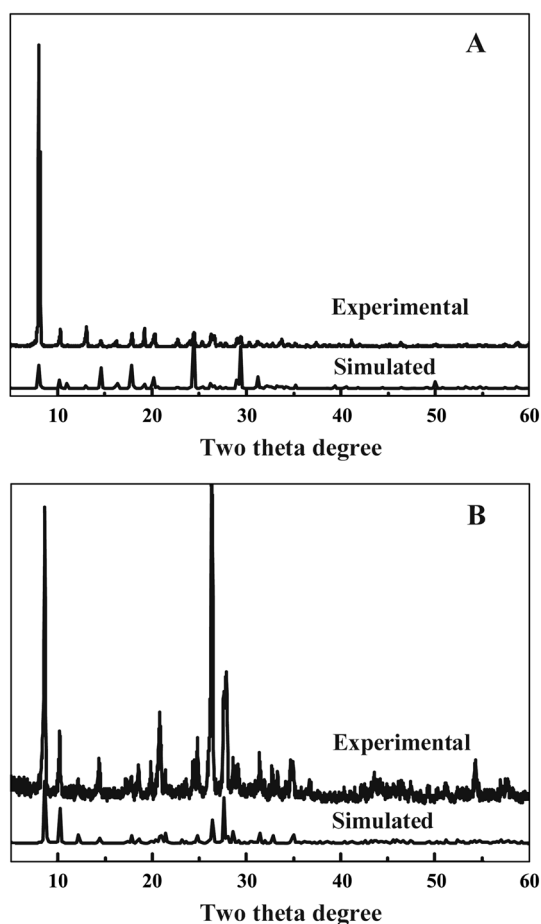 A
Experimental
Simulated
10 20 30 40 50 60
Two theta degree
B
Experimental
Simulated
10 20 30 40 50 60
Two theta degree